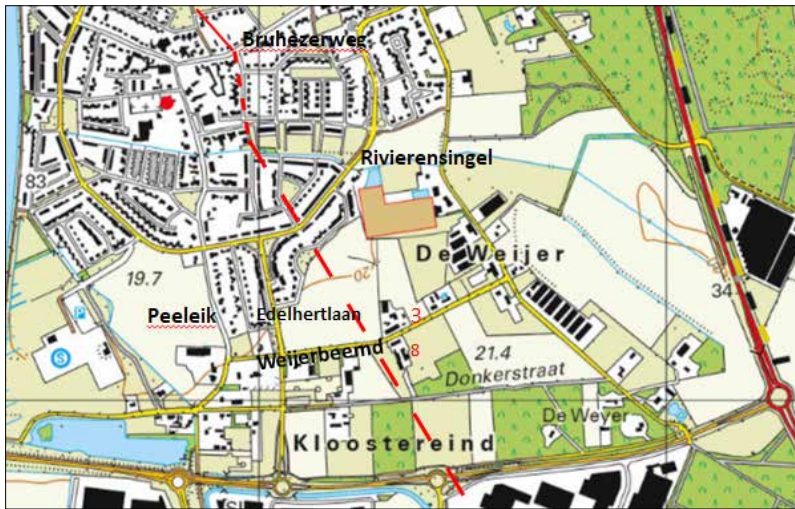 Bruhezerweg
Rivierensingel
83
De Weijer
20
19.7
34
P
Peeleik
Edelhertlaan
3
S
Weijerbeemd
8
21.4
Donkerstraat
De Weyer
Kloostereind